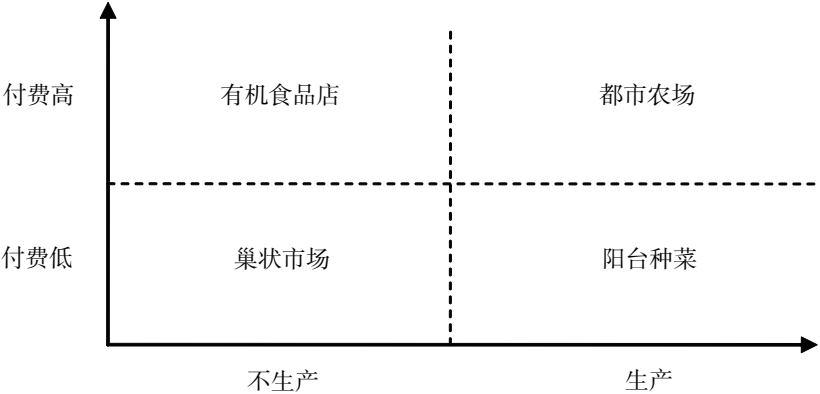 付费高
有机食品店
都市农场
付费低
巢状市场
阳台种菜
不生产
生产